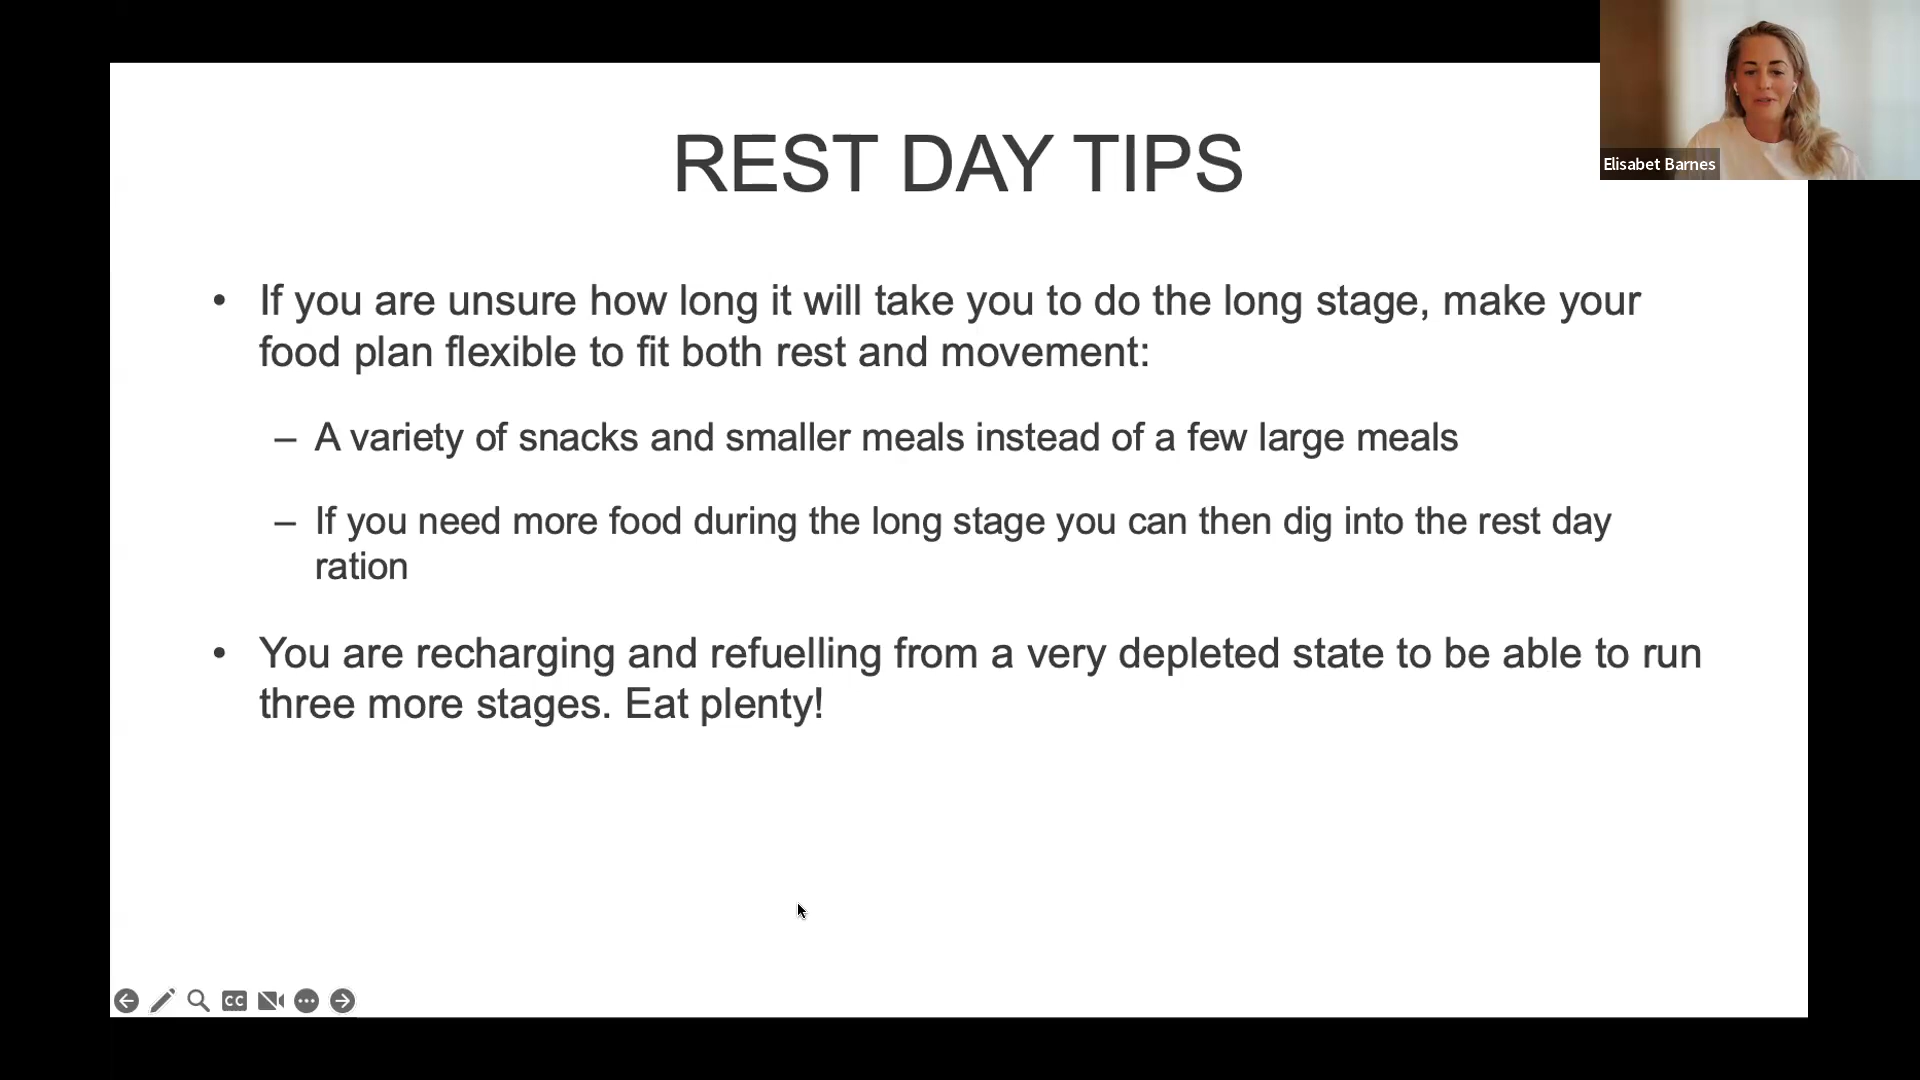 REST DAY TIPS
Elisabet Barnes
• If you are unsure how long it will take you to do the long stage, make your
food plan flexible to fit both rest and movement:
– A variety of snacks and smaller meals instead of a few large meals
– If you need more food during the long stage you can then dig into the rest day
ration
• You are recharging and refuelling from a very depleted state to be able to run
three more stages. Eat plenty!
CC